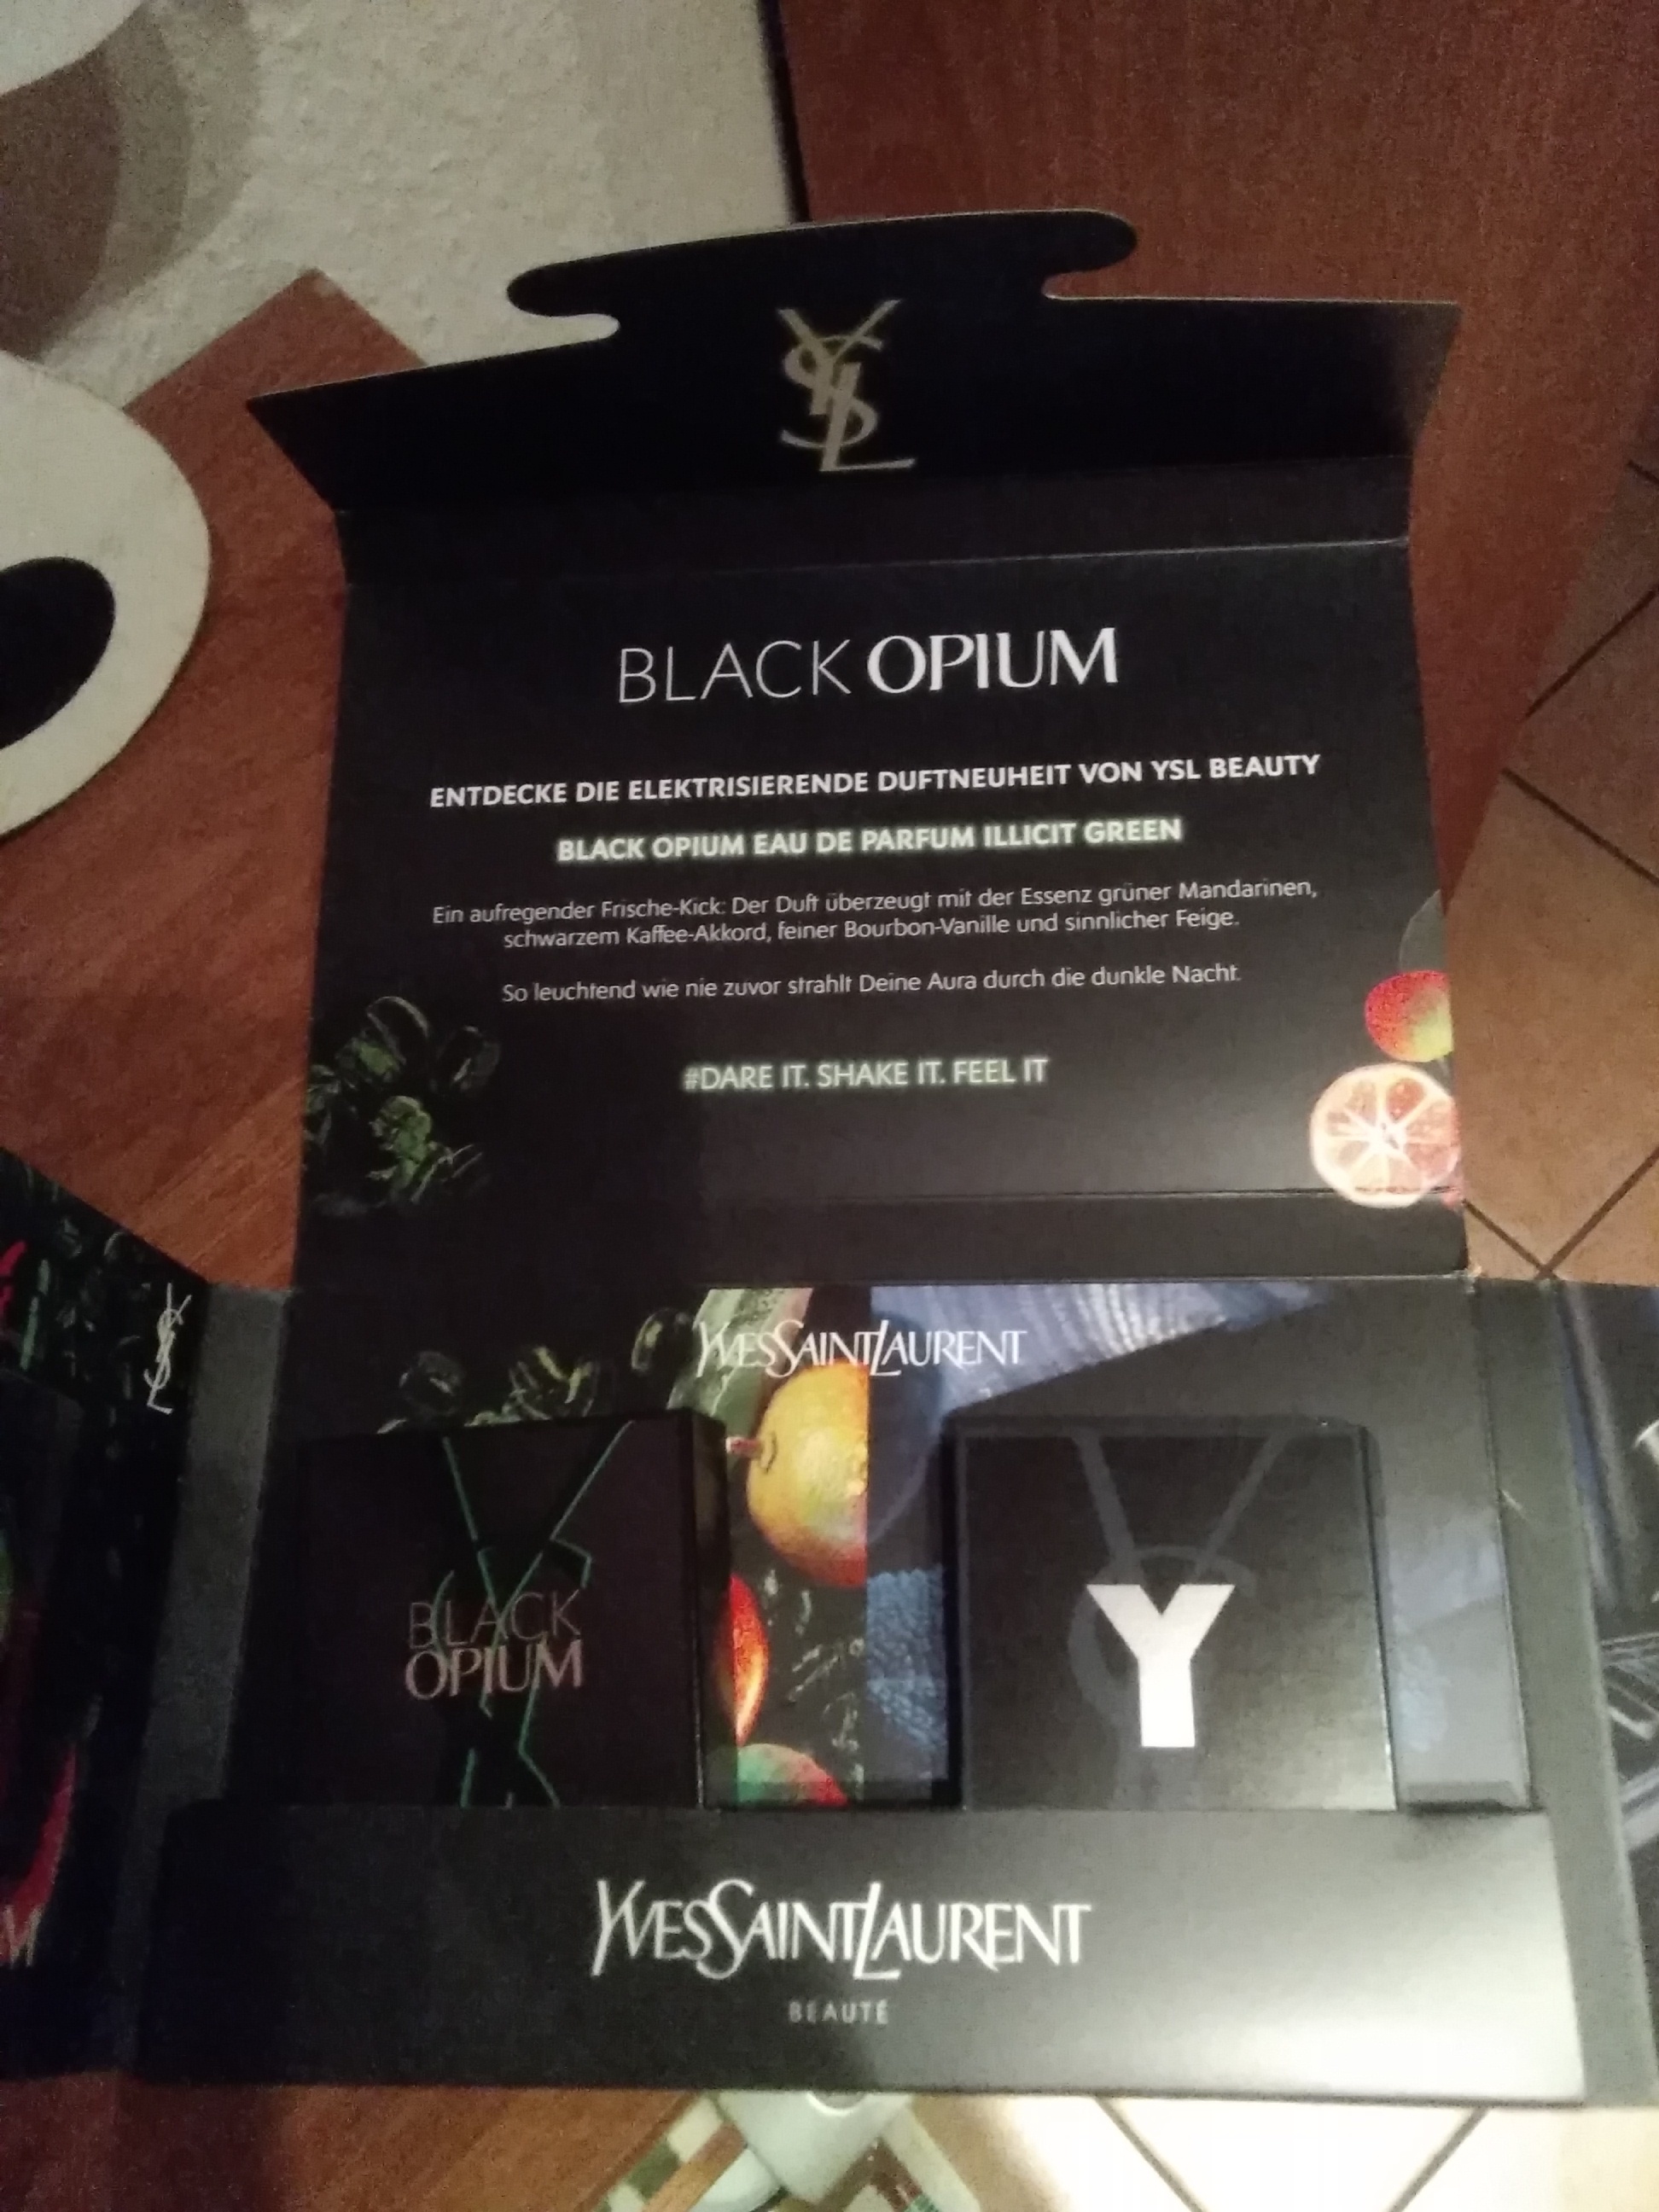 YSL
BLACK OPIUM
ENTDECKE DIE ELEKTRISIERENDE DUFTNEUHEIT VON YSL BEAUTY
BLACK OPIUM EAU DE PARFUM ILLICIT GREEN
Ein aufregender Frische-Kick: Der Duft überzeugt mit der Essenz grüner Mandarinen,
schwarzem Kaffee-Akkord, feiner Bourbon-Vanille und sinnlicher Feige.
So leuchtend wie nie zuvor strahlt Deine Aura durch die dunkle Nacht.
#DARE IT. SHAKE IT. FEEL IT
YSL
YVESSAINTLAURENT
BLACK
OPIUM
Y
YVESSAINTLAURENT
BEAUTÉ